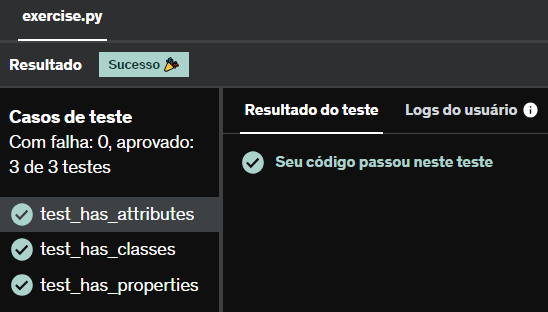 exercise.py
Resultado
Sucesso 🎉
Casos de teste
Com falha: 0, aprovado:
3 de 3 testes
test_has_attributes
test_has_classes
test_has_properties
Resultado do teste
Logs do usuário
Seu código passou neste teste